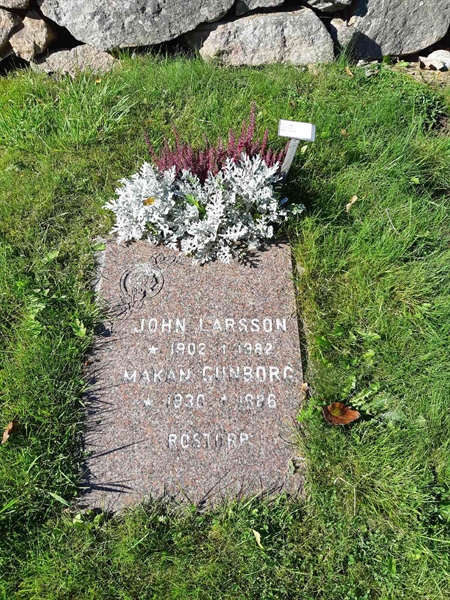 JOHN LARSSON
* 1902 † 1982
MAKAN GUNBORG
* 1930 † 1986
ROSTORP